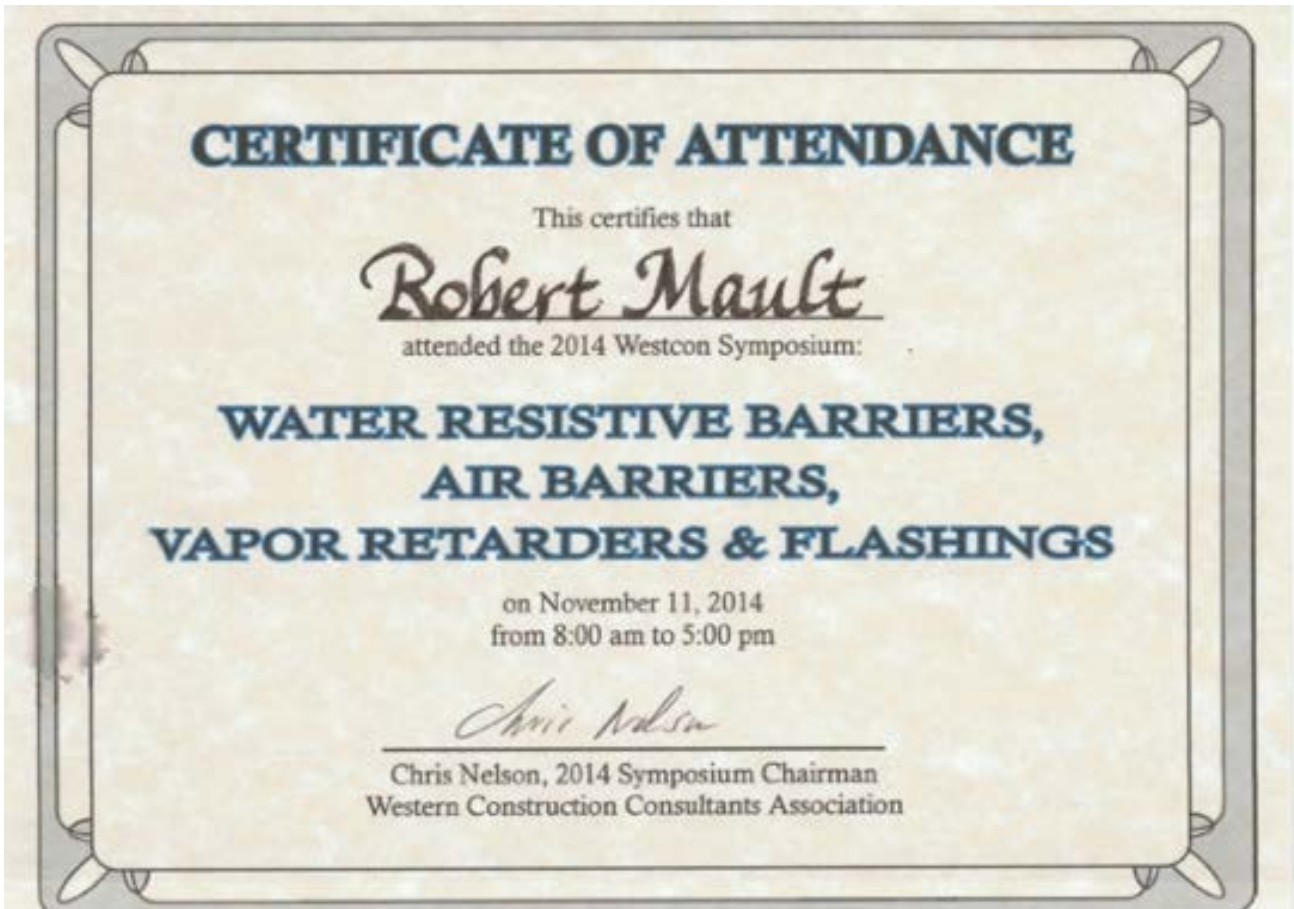 CERTIFICATE OF ATTENDANCE
This certifies that
Robert Mault
attended the 2014 Westcon Symposium:
WATER RESISTIVE BARRIERS,
AIR BARRIERS,
VAPOR RETARDERS & FLASHINGS
on November 11, 2014
from 8:00 am to 5:00 pm
Chris Nelson
Chris Nelson, 2014 Symposium Chairman
Western Construction Consultants Association